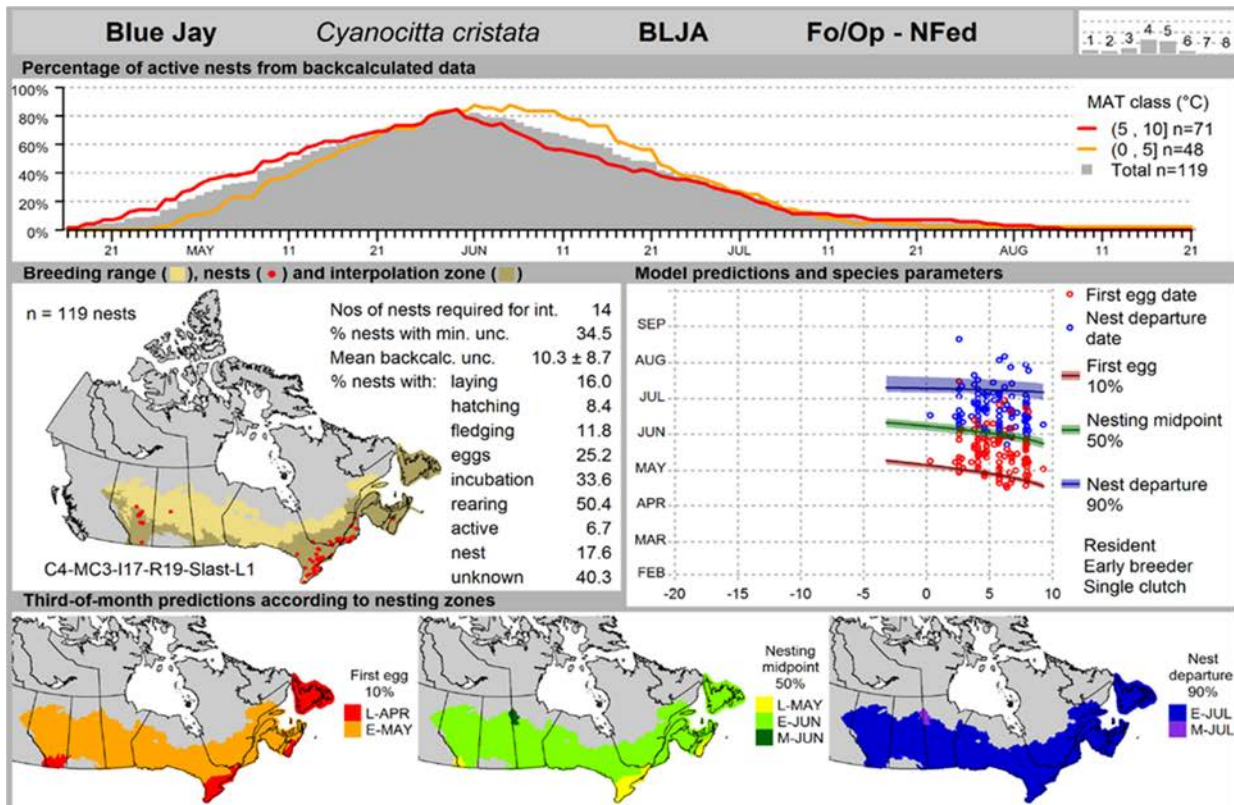 Blue Jay Cyanocitta cristata BLJA Fo/Op - NFed
1 2 3 4 5 6 7 8
Percentage of active nests from backcalculated data
100%
80%
60%
40%
20%
0%
MAT class (°C)
(5 , 10] n=71
(0 , 5] n=48
Total n=119
21 MAY 11 21 JUN 11 21 JUL 11 21 AUG 11 21
Breeding range ( ), nests ( ) and interpolation zone ( )
n = 119 nests
Nos of nests required for int. 14
% nests with min. unc. 34.5
Mean backcalc. unc. 10.3 ± 8.7
% nests with: laying 16.0
hatching 8.4
fledging 11.8
eggs 25.2
incubation 33.6
rearing 50.4
active 6.7
nest 17.6
unknown 40.3
C4-MC3-I17-R19-Slast-L1
Model predictions and species parameters
SEP
AUG
JUL
JUN
MAY
APR
MAR
FEB
-20 -15 -10 -5 0 5 10
First egg date
Nest departure
date
First egg
10%
Nesting midpoint
50%
Nest departure
90%
Resident
Early breeder
Single clutch
Third-of-month predictions according to nesting zones
First egg
10%
L-APR
E-MAY
Nesting
midpoint
50%
L-MAY
E-JUN
M-JUN
Nest
departure
90%
E-JUL
M-JUL